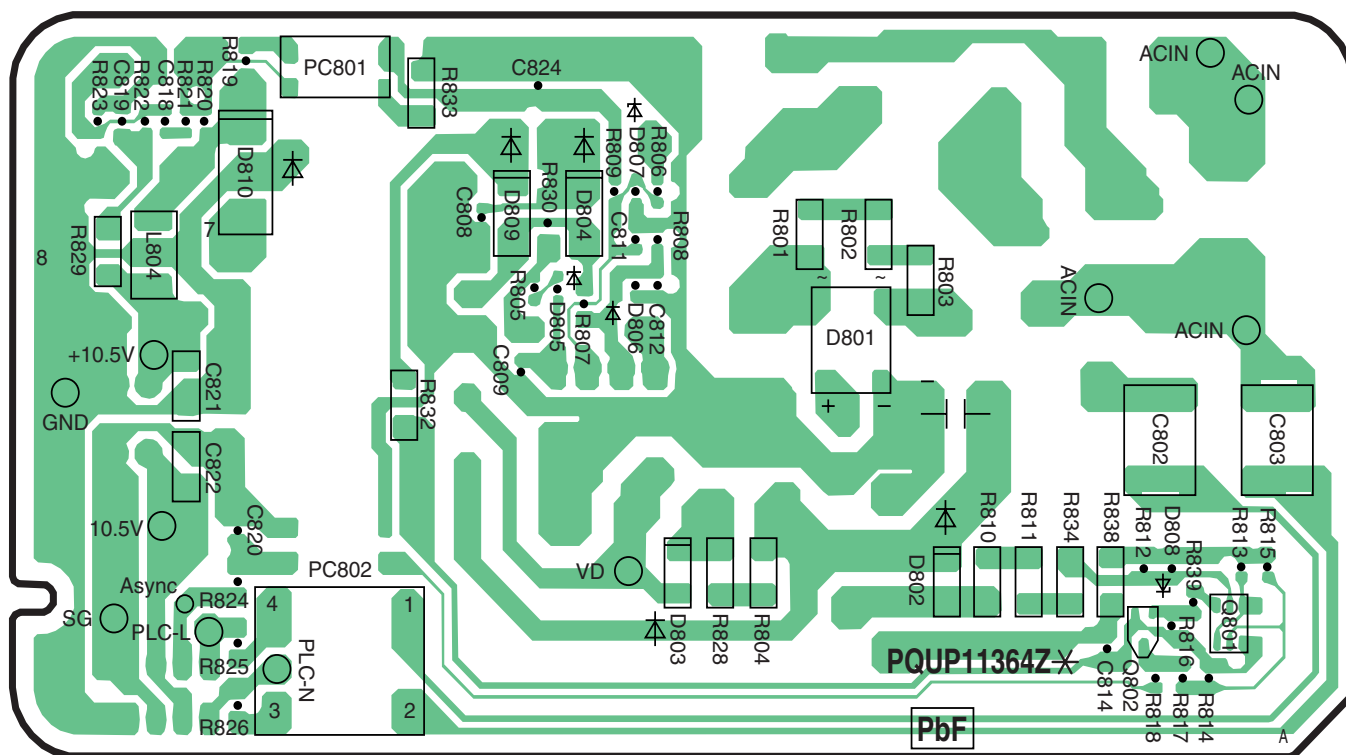 R823
C819
R822
C818
R821
R820
R819
PC801
R833
C824
ACIN
ACIN
D810
7
8
R829
L804
C808
D809
R830
D804
R809
D807
R806
C811
R808
R801
R802
R803
~
~
D801
+
−
−
ACIN
ACIN
R805
D805
R807
D806
C812
C809
+10.5V
GND
C821
C822
R832
C802
C803
10.5V
C820
PC802
Async
R824
SG
PLC-L
R825
PLC-N
R826
4
1
3
2
VD
D803
R828
R804
D802
R810
R811
R834
R838
R812
D808
R839
R813
R815
Q801
PQUP11364Z
C814
Q802
R816
R818
R817
R814
PbF
A